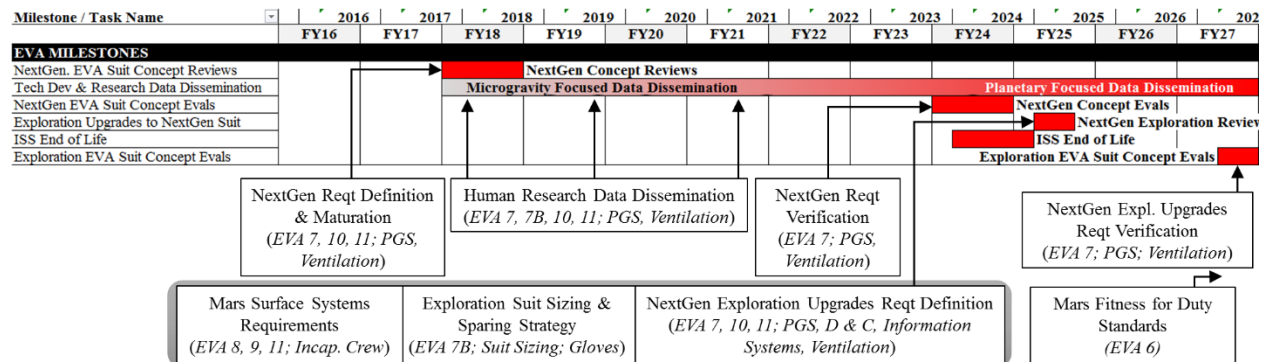 Milestone / Task Name 2016 2017 2018 2019 2020 2021 2022 2023 2024 2025 2026 202
FY16 FY17 FY18 FY19 FY20 FY21 FY22 FY23 FY24 FY25 FY26 FY27
EVA MILESTONES
NextGen. EVA Suit Concept Reviews NextGen Concept Reviews
Tech Dev & Research Data Dissemination Microgravity Focused Data Dissemination Planetary Focused Data Dissemination
NextGen EVA Suit Concept Evals NextGen Concept Evals
Exploration Upgrades to NextGen Suit NextGen Exploration Review
ISS End of Life ISS End of Life
Exploration EVA Suit Concept Evals Exploration EVA Suit Concept Evals
NextGen Reqt Definition
& Maturation
(EVA 7, 10, 11; PGS,
Ventilation)
Human Research Data Dissemination
(EVA 7, 7B, 10, 11; PGS, Ventilation)
NextGen Reqt
Verification
(EVA 7; PGS,
Ventilation)
NextGen Expl. Upgrades
Reqt Verification
(EVA 7; PGS; Ventilation)
Mars Surface Systems
Requirements
(EVA 8, 9, 11; Incap. Crew)
Exploration Suit Sizing &
Sparing Strategy
(EVA 7B; Suit Sizing; Gloves)
NextGen Exploration Upgrades Reqt Definition
(EVA 7, 10, 11; PGS, D & C, Information
Systems, Ventilation)
Mars Fitness for Duty
Standards
(EVA 6)